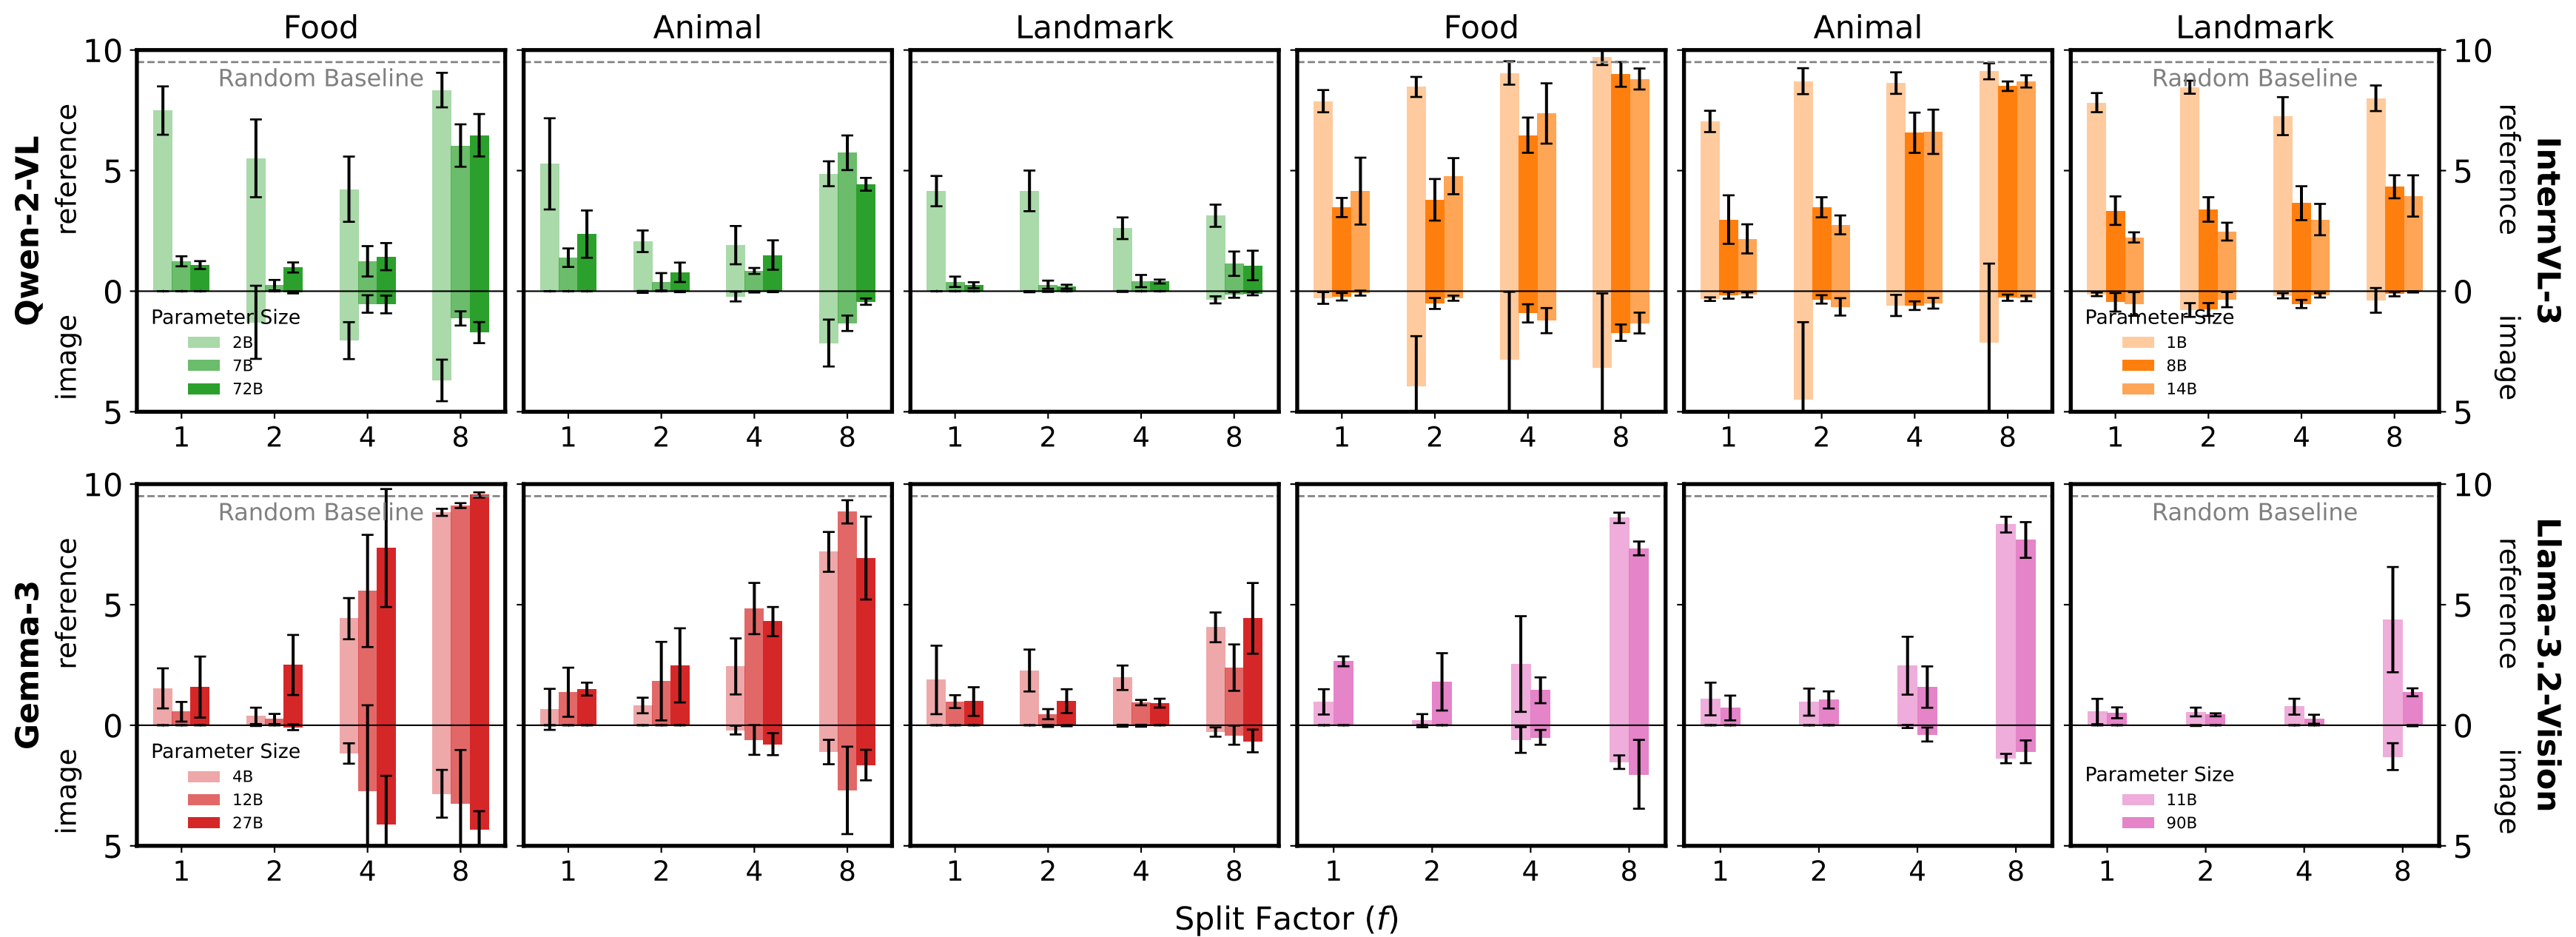 Food Animal Landmark Food Animal Landmark
Qwen-2-VL
reference
image
10
5
0
5
Random Baseline
Parameter Size
2B
7B
72B
1 2 4 8
1 2 4 8
1 2 4 8
1 2 4 8
1 2 4 8
Random Baseline
Parameter Size
1B
8B
14B
1 2 4 8
10
5
0
5
reference
image
InternVL-3
Gemma-3
reference
image
10
5
0
5
Random Baseline
Parameter Size
4B
12B
27B
1 2 4 8
1 2 4 8
1 2 4 8
1 2 4 8
1 2 4 8
Random Baseline
Parameter Size
11B
90B
1 2 4 8
10
5
0
5
reference
image
Llama-3.2-Vision
Split Factor (f)